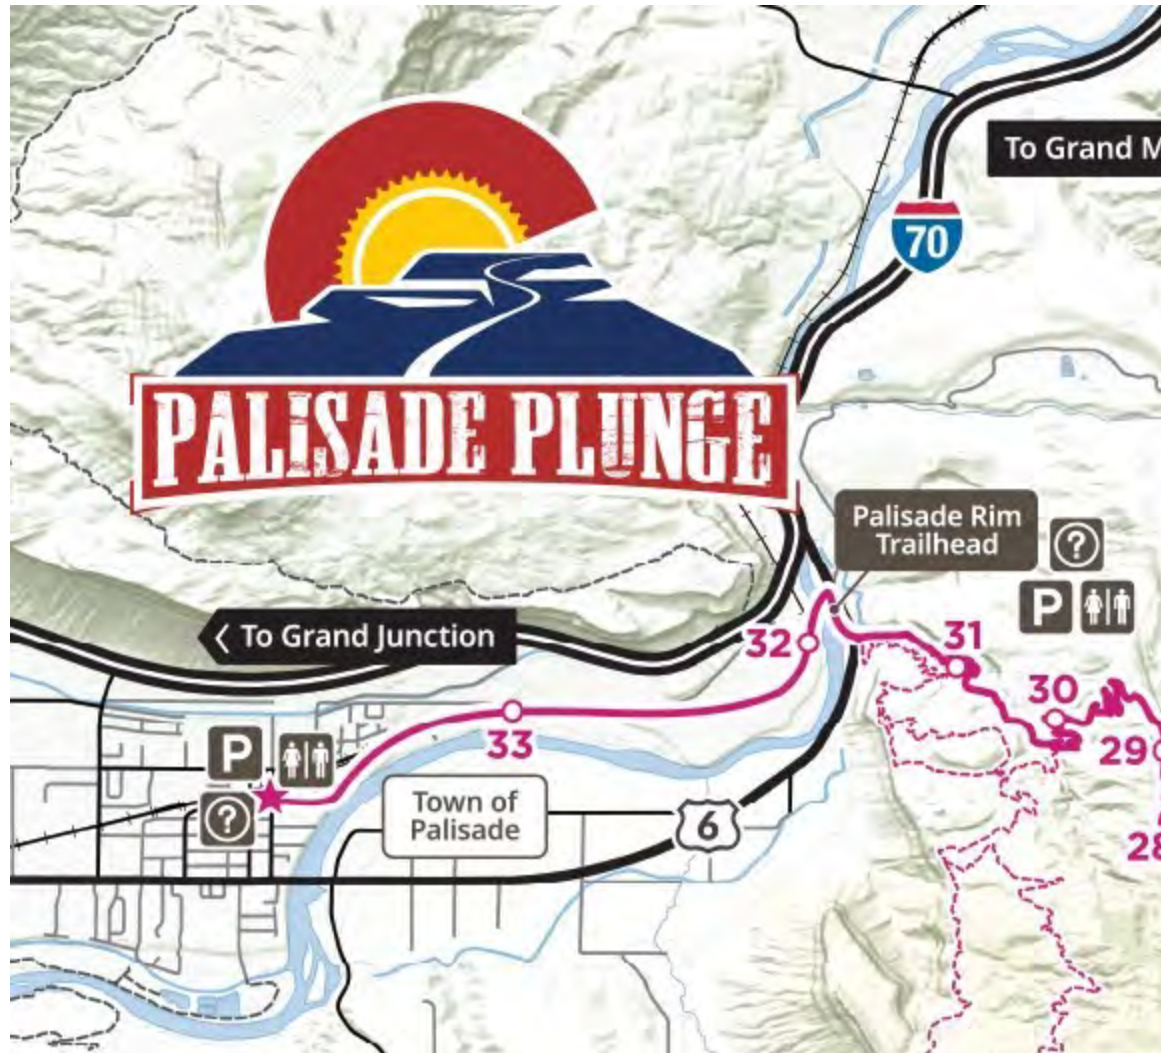 To Grand M
70
PALISADE PLUNGE
Palisade Rim
Trailhead
?
P
To Grand Junction
32
31
30
33
29
P
Town of
Palisade
?
6
28